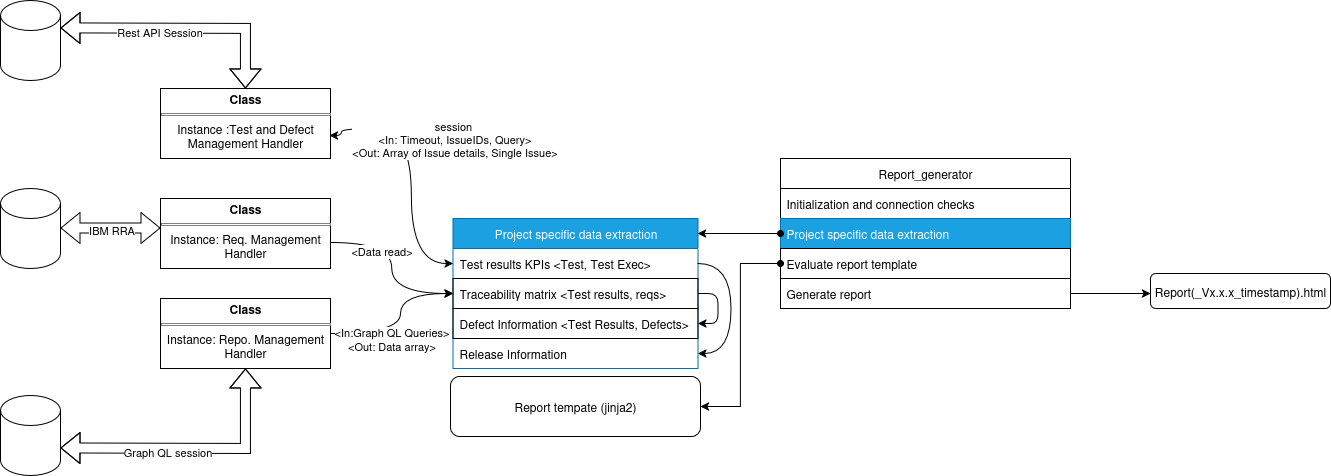 Rest API Session
Class
Instance :Test and Defect
Management Handler
session
<In: Timeout, IssueIDs, Query>
<Out: Array of Issue details, Single Issue>
IBM RRA
Class
Instance: Req. Management
Handler
<Data read>
Class
Instance: Repo. Management
Handler
<In:Graph QL Queries>
<Out: Data array>
Graph QL session
Project specific data extraction
Test results KPIs <Test, Test Exec>
Traceability matrix <Test results, reqs>
Defect Information <Test Results, Defects>
Release Information
Report tempate (jinja2)
Report_generator
Initialization and connection checks
Project specific data extraction
Evaluate report template
Generate report
Report(_Vx.x.x_timestamp).html